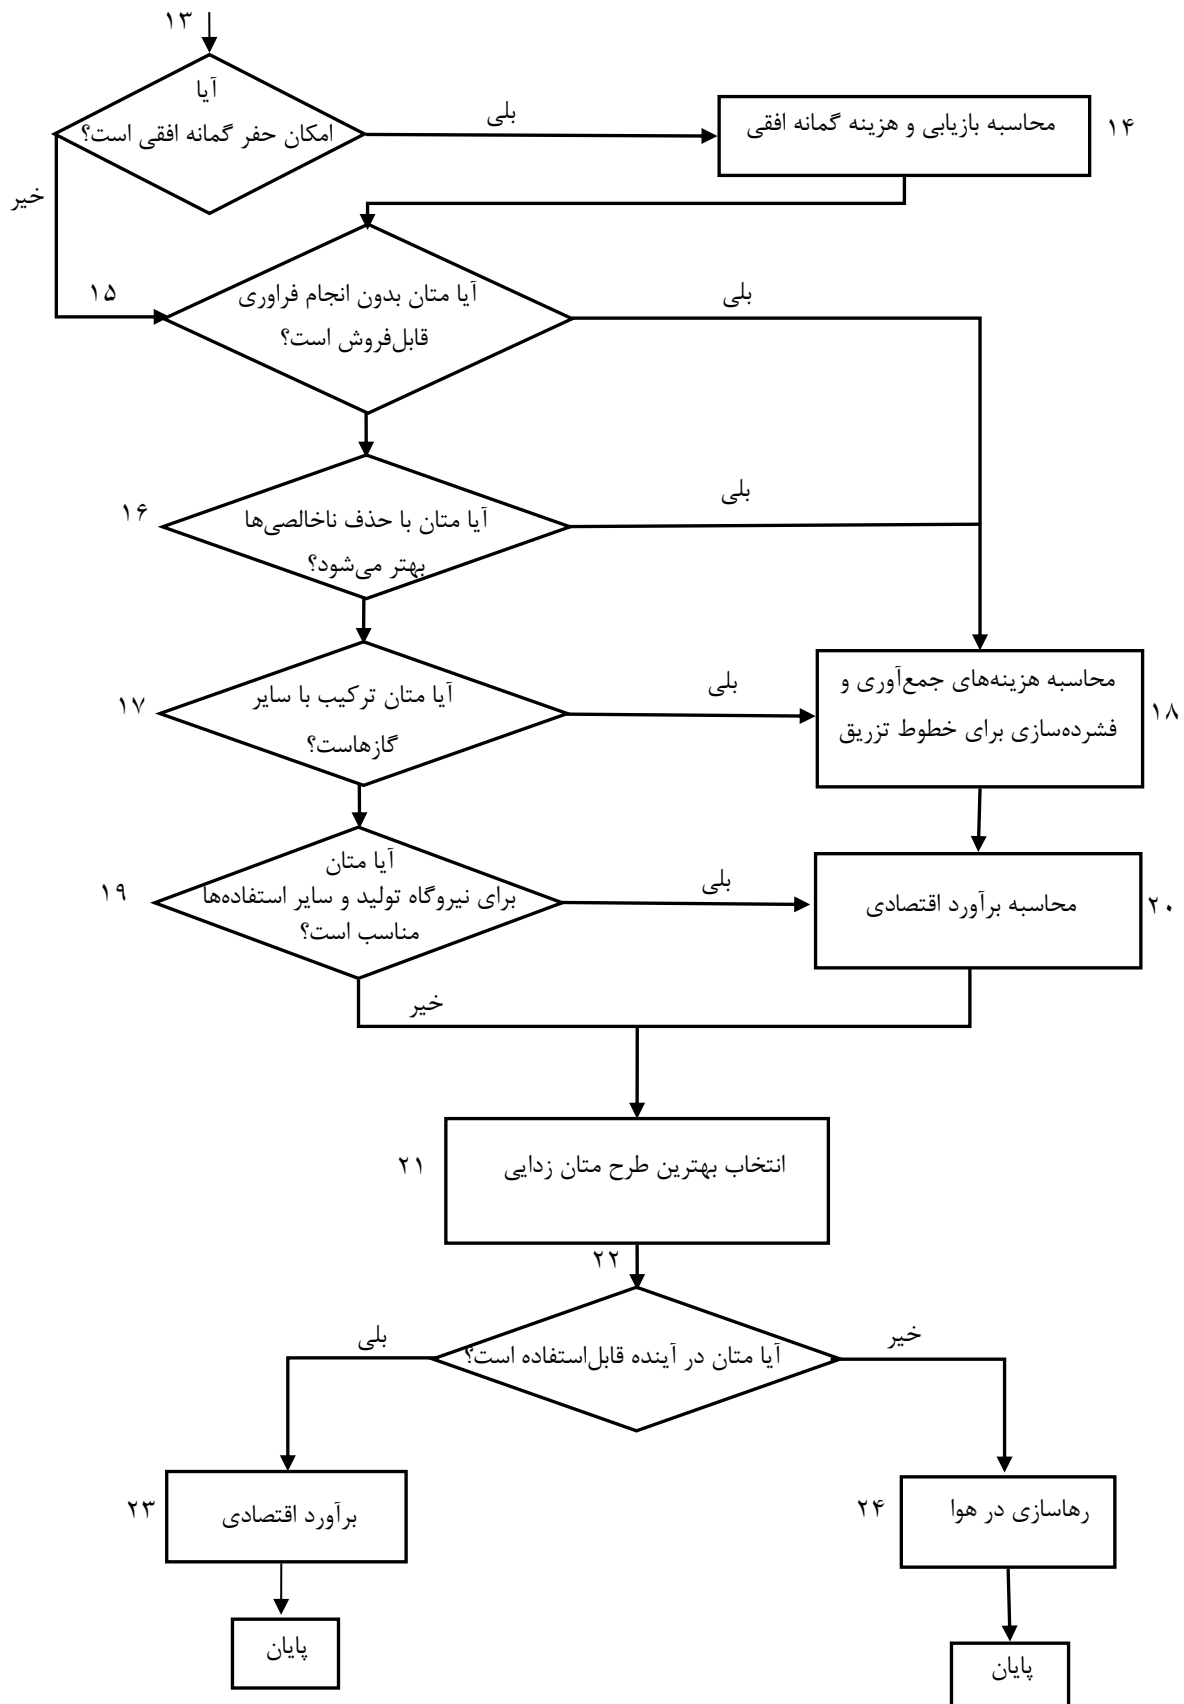 ۱۳
آیا
امکان حفر گمانه افقی است؟
بلی
محاسبه بازیابی و هزینه گمانه افقی
۱۴
خیر
۱۵
آیا متان بدون انجام فراوری
قابل‌فروش است؟
بلی
۱۶
آیا متان با حذف ناخالصی‌ها
بهتر می‌شود؟
بلی
۱۷
آیا متان ترکیب با سایر
گازهاست؟
بلی
محاسبه هزینه‌های جمع‌آوری و
فشرده‌سازی برای خطوط تزریق
۱۸
۱۹
آیا متان
برای نیروگاه تولید و سایر استفاده‌ها
مناسب است؟
بلی
محاسبه برآورد اقتصادی
۲۰
خیر
۲۱
انتخاب بهترین طرح متان زدایی
۲۲
آیا متان در آینده قابل‌استفاده است؟
بلی
خیر
۲۳
برآورد اقتصادی
۲۴
رهاسازی در هوا
پایان
پایان